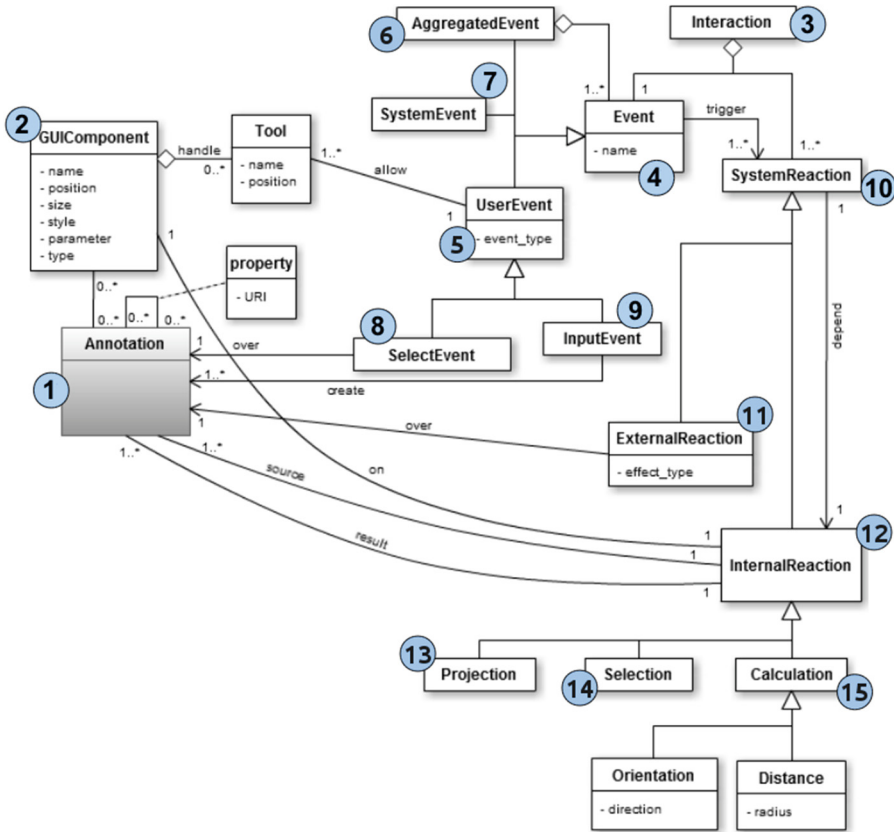 6
AggregatedEvent
Interaction
3
7
SystemEvent
1..*
1
Event
- name
4
trigger
1..*
1..*
SystemReaction
10
1
2
GUIComponent
- name
- position
- size
- style
- parameter
- type
handle
0..*
Tool
- name
- position
1..*
allow
1
UserEvent
- event_type
5
1
property
- URI
0..*
0..*
0..*
0..*
Annotation
1
8
SelectEvent
9
InputEvent
1
over
1..*
create
depend
over
1
11
ExternalReaction
- effect_type
1..*
1..*
source
on
result
1
1
1
1
12
InternalReaction
13
Projection
14
Selection
Calculation
15
Orientation
- direction
Distance
- radius